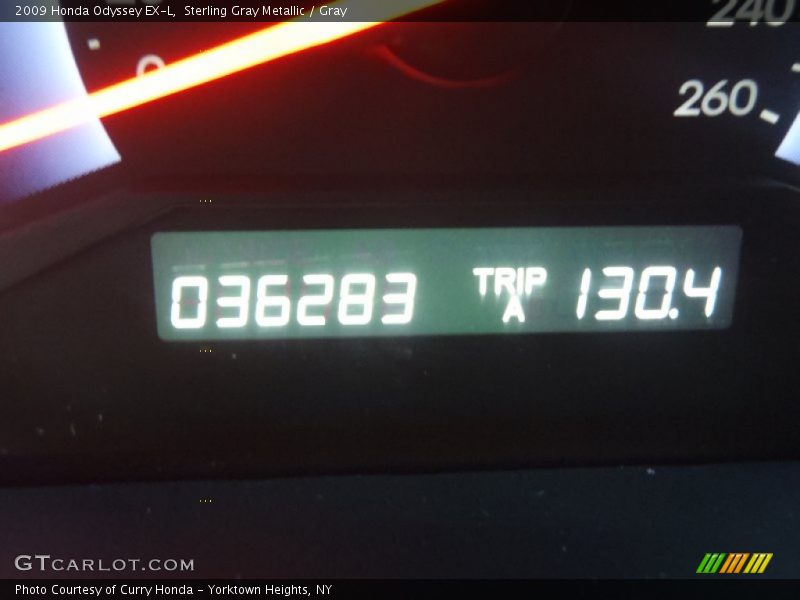 2009 Honda Odyssey EX-L, Sterling Gray Metallic / Gray
240
0
260
036283 TRIP A 130.4
GTCARLOT.COM
Photo Courtesy of Curry Honda - Yorktown Heights, NY